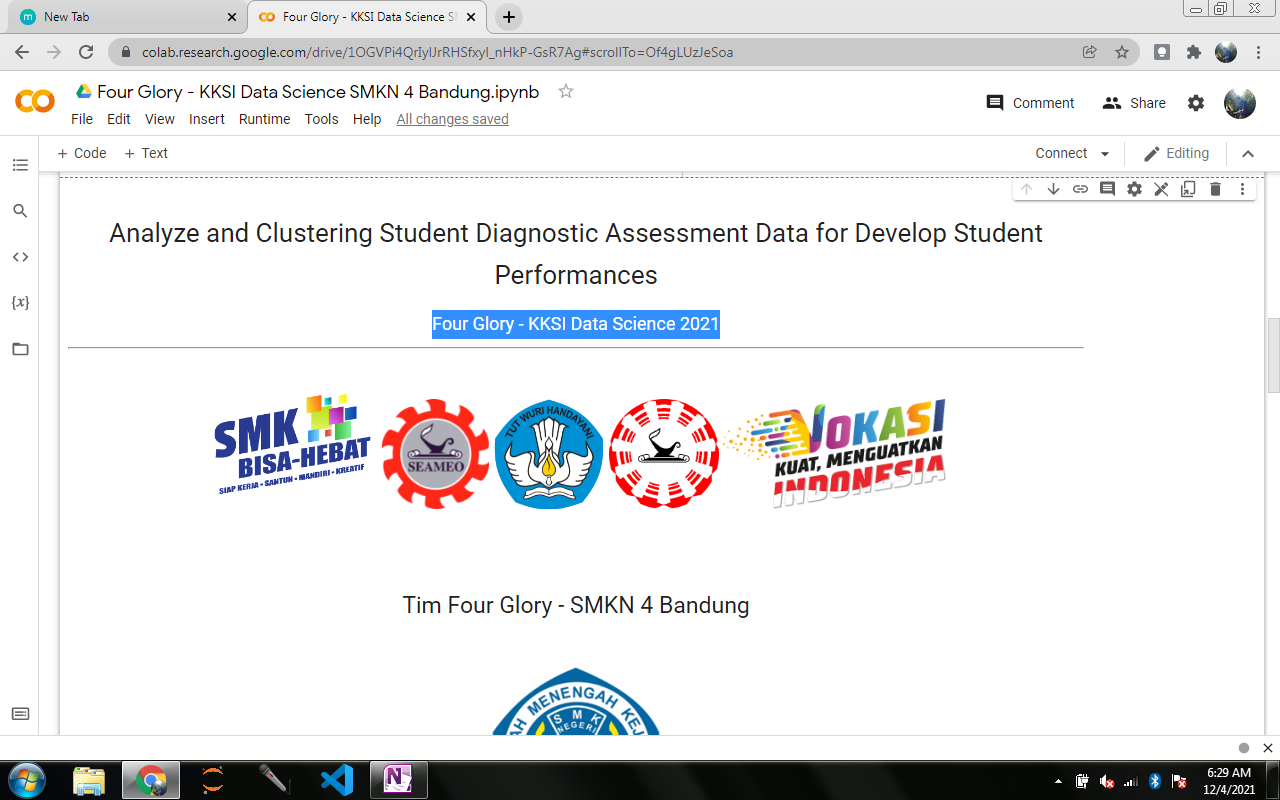 New Tab
Four Glory - KKSI Data Science S
colab.research.google.com/drive/1OGVPi4QrIyIJrRHSfxyl_nHkP-GsR7Ag#scrollTo=Of4gLUzJeSoa
Four Glory - KKSI Data Science SMKN 4 Bandung.ipynb
Comment
Share
File Edit View Insert Runtime Tools Help All changes saved
+ Code + Text
Connect
Editing
{x}
Analyze and Clustering Student Diagnostic Assessment Data for Develop Student
Performances
Four Glory - KKSI Data Science 2021
SMK
BISA-HEBAT
SIAP KERJA • SANTUN • MANDIRI • KREATIF
SEAMEO
TUT WURI HANDAYANI
VOKASI
KUAT, MENGUATKAN
INDONESIA
Tim Four Glory - SMKN 4 Bandung
AH MENENGAH KEJ
SMK
NEGERI
6:29 AM
12/4/2021